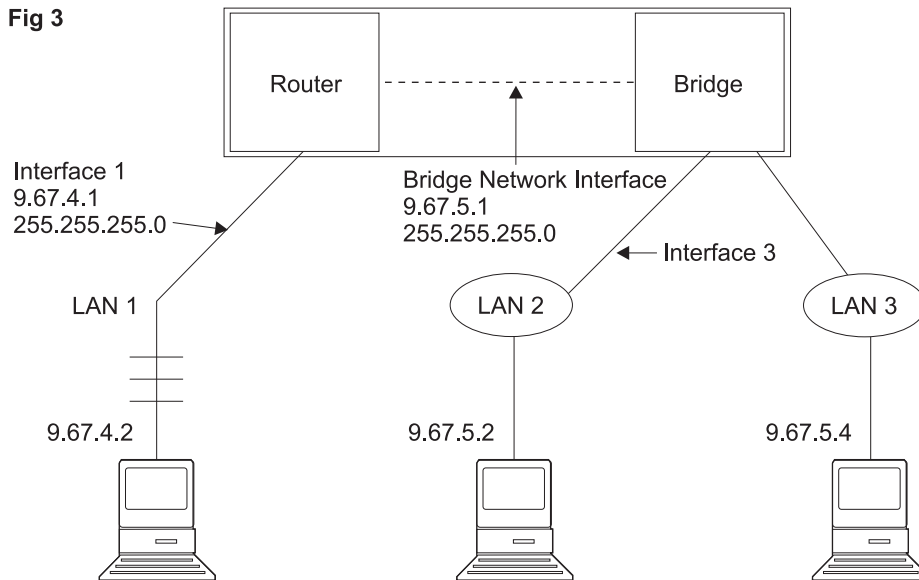 Fig 3
Router
Bridge
Interface 1
9.67.4.1
255.255.255.0
Bridge Network Interface
9.67.5.1
255.255.255.0
Interface 3
LAN 1
LAN 2
LAN 3
9.67.4.2
9.67.5.2
9.67.5.4